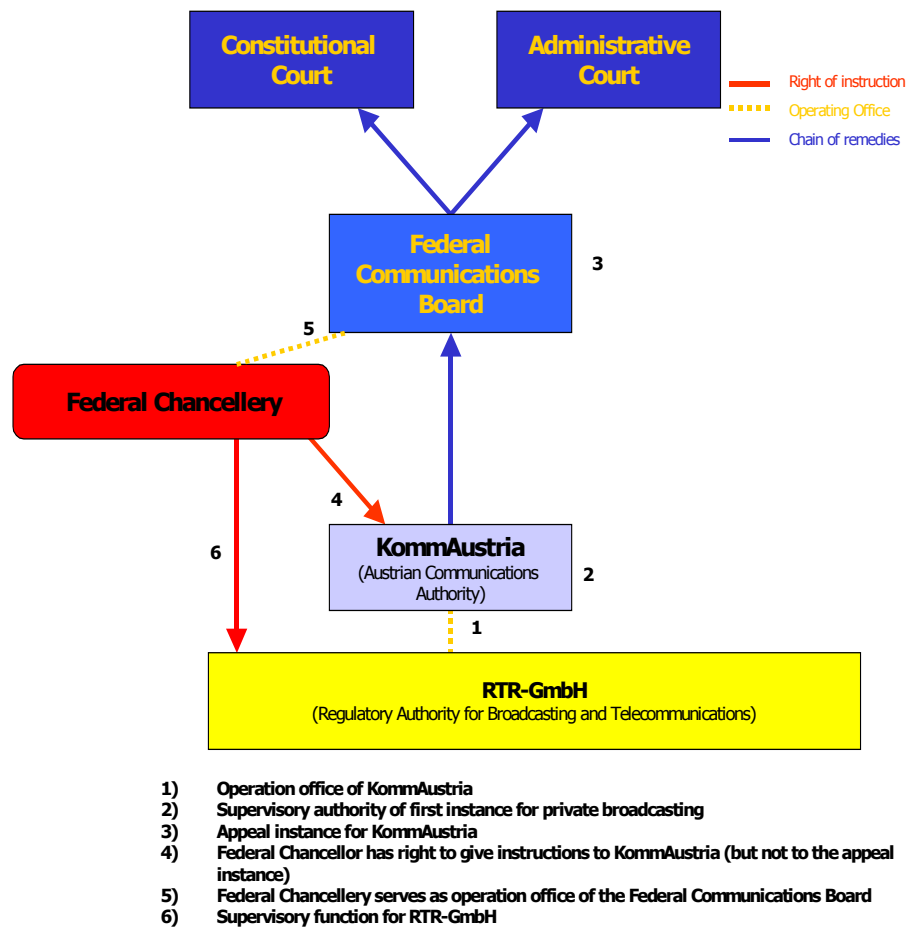 Constitutional
Court
Administrative
Court
Right of instruction
Operating Office
Chain of remedies
Federal
Communications
Board
3
5
Federal Chancellery
4
6
KommAustria
(Austrian Communications
Authority)
2
1
RTR-GmbH
(Regulatory Authority for Broadcasting and Telecommunications)
1) Operation office of KommAustria
2) Supervisory authority of first instance for private broadcasting
3) Appeal instance for KommAustria
4) Federal Chancellor has right to give instructions to KommAustria (but not to the appeal
instance)
5) Federal Chancellery serves as operation office of the Federal Communications Board
6) Supervisory function for RTR-GmbH